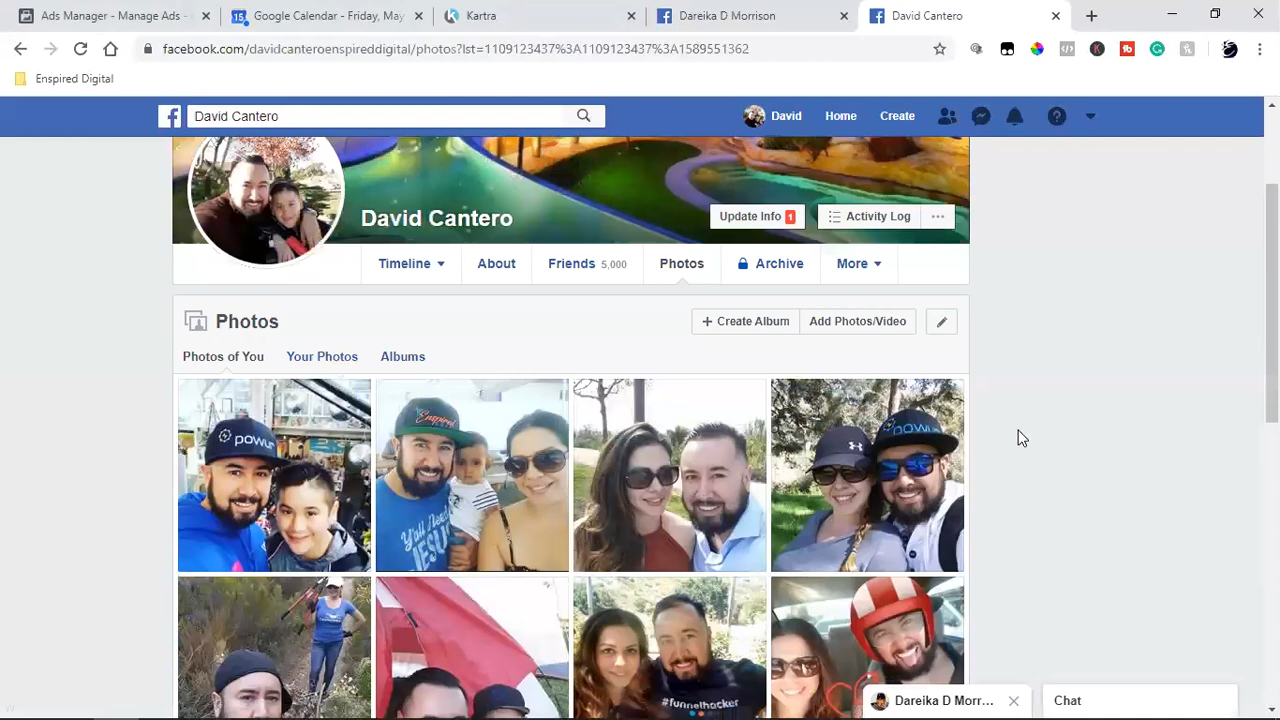 Ads Manager - Manage Ads -
Google Calendar - Friday, May
Kartra
Dareika D Morrison
David Cantero
facebook.com/davidcanteroenspireddigital/photos?lst=1109123437%3A1109123437%3A1589551362
Enspired Digital
David Cantero
David
Home
Create
David Cantero
Update Info 1
Activity Log
Timeline
About
Friends 5,000
Photos
Archive
More
Photos
+ Create Album
Add Photos/Video
Photos of You
Your Photos
Albums
powur
Enspired
Y'all Need
JESUS
powur
#funnelhacker
Dareika D Morr...
Chat